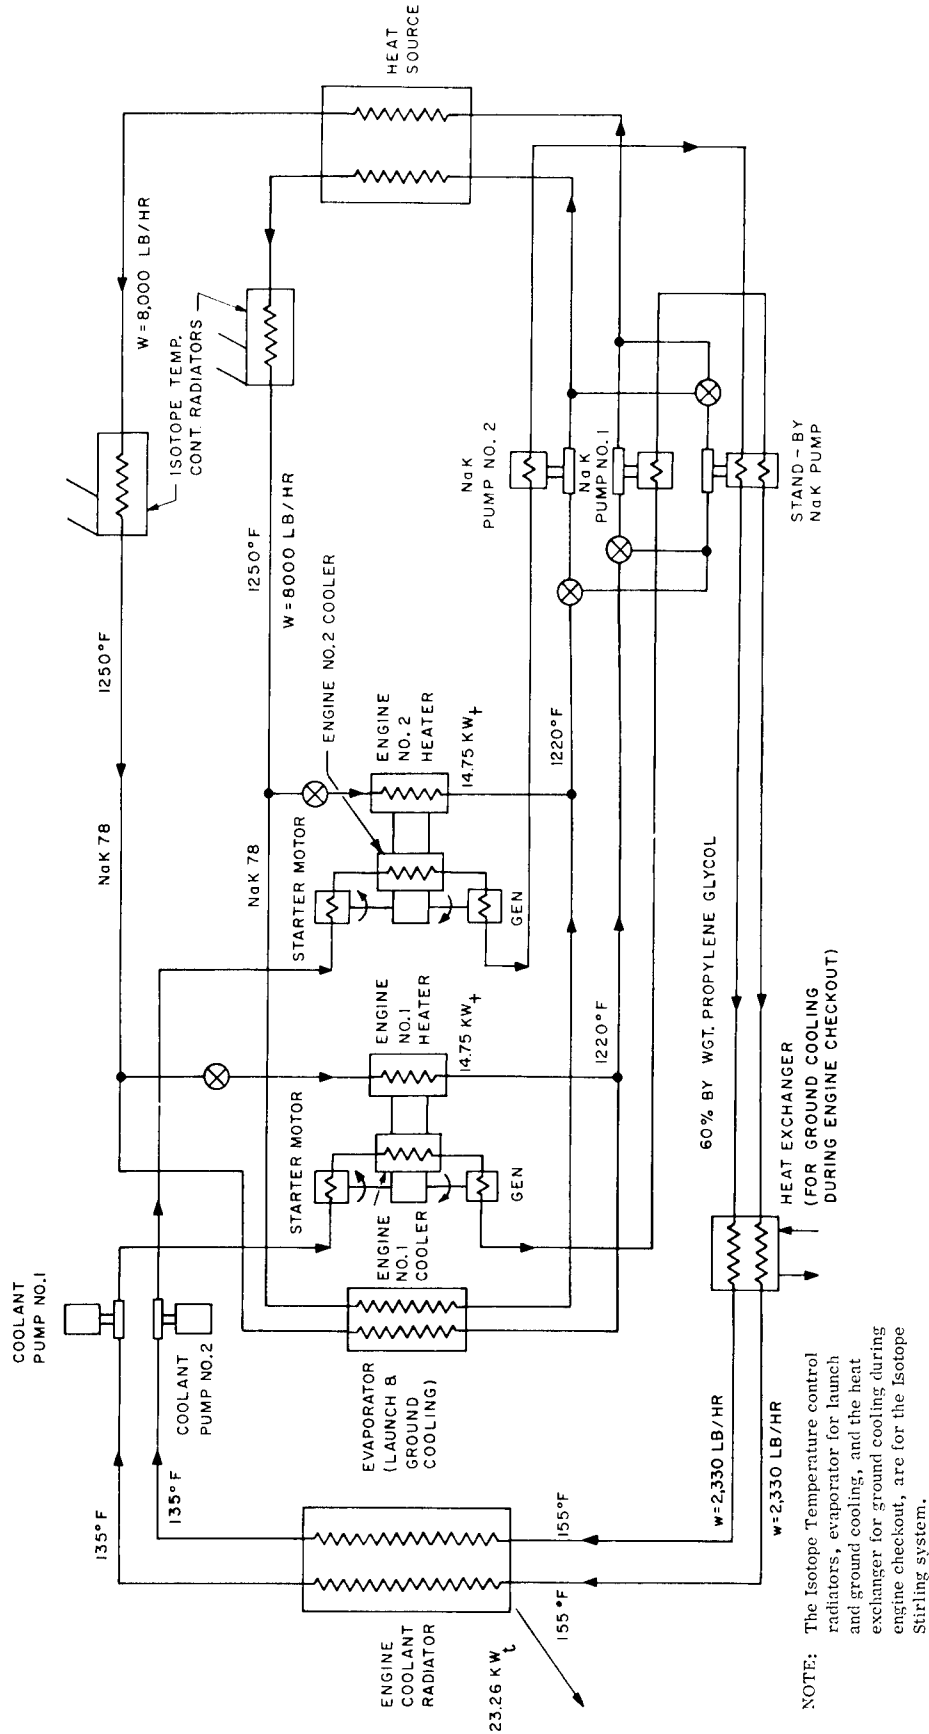 HEAT
SOURCE
W=8,000 LB/HR
ISOTOPE TEMP.
CONT. RADIATORS
1250°F
1250°F
W=8000 LB/HR
NaK
PUMP NO. 2
NaK
PUMP NO. 1
STAND-BY
NaK PUMP
ENGINE NO.2 COOLER
ENGINE
NO. 2
HEATER
14.75 KWt
1220°F
NaK 78
NaK 78
STARTER MOTOR
GEN
ENGINE
NO.1
HEATER
14.75 KWt
1220°F
60% BY WGT. PROPYLENE GLYCOL
STARTER MOTOR
GEN
ENGINE
NO.1
COOLER
HEAT EXCHANGER
(FOR GROUND COOLING
DURING ENGINE CHECKOUT)
COOLANT
PUMP NO.1
COOLANT
PUMP NO.2
EVAPORATOR
(LAUNCH &
GROUND
COOLING)
135°F
135°F
w=2,330 LB/HR
w=2,330 LB/HR
155°F
155°F
ENGINE
COOLANT
RADIATOR
23.26 KWt
NOTE: The Isotope Temperature control
radiators, evaporator for launch
and ground cooling, and the heat
exchanger for ground cooling during
engine checkout, are for the Isotope
Stirling system.